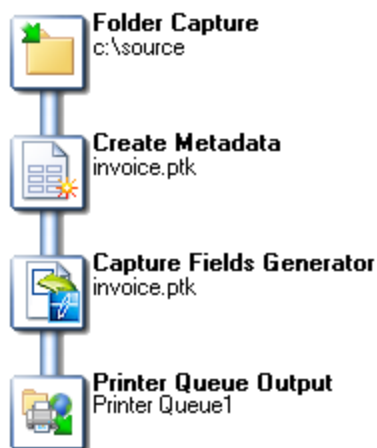 Folder Capture
c:\source
Create Metadata
invoice.ptk
Capture Fields Generator
invoice.ptk
Printer Queue Output
Printer Queue1